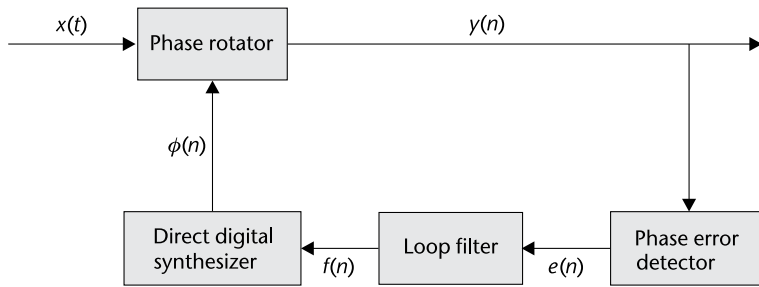 x(t)
Phase rotator
y(n)
ϕ(n)
Direct digital
synthesizer
f(n)
Loop filter
e(n)
Phase error
detector